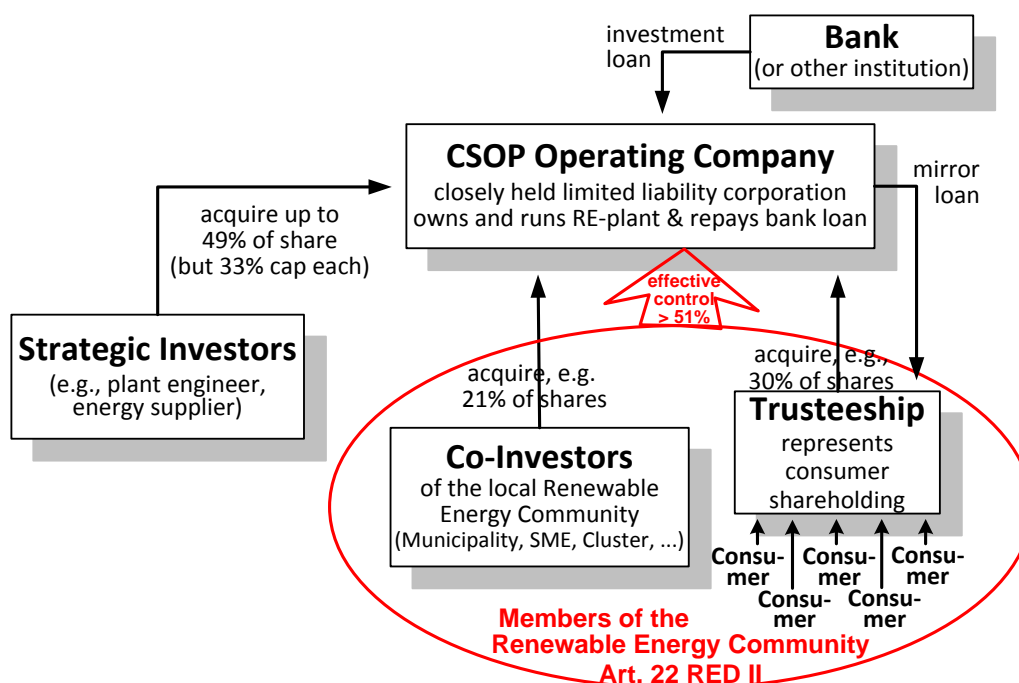 Bank
(or other institution)
investment
loan
CSOP Operating Company
closely held limited liability corporation
owns and runs RE-plant & repays bank loan
mirror
loan
acquire up to
49% of share
(but 33% cap each)
effective
control
> 51%
Strategic Investors
(e.g., plant engineer,
energy supplier)
acquire, e.g.
21% of shares
acquire, e.g.,
30% of shares
Co-Investors
of the local Renewable
Energy Community
(Municipality, SME, Cluster, ...)
Trusteeship
represents
consumer
shareholding
Consu-
mer
Consu-
mer
Consu-
mer
Consu-
mer
Consu-
mer
Members of the
Renewable Energy Community
Art. 22 RED II